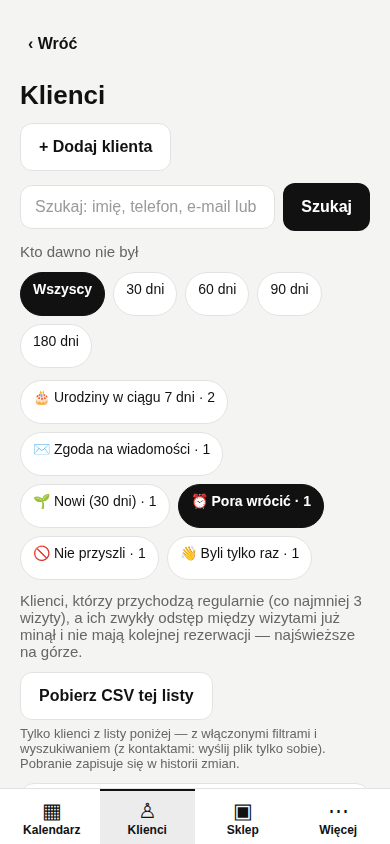 ‹ Wróć
Klienci
+ Dodaj klienta
Szukaj: imię, telefon, e-mail lub
Szukaj
Kto dawno nie był
Wszyscy
30 dni
60 dni
90 dni
180 dni
🎂 Urodziny w ciągu 7 dni · 2
✉️ Zgoda na wiadomości · 1
🌱 Nowi (30 dni) · 1
⏰ Pora wrócić · 1
🚫 Nie przyszli · 1
👋 Byli tylko raz · 1
Klienci, którzy przychodzą regularnie (co najmniej 3
wizyty), a ich zwykły odstęp między wizytami już
minął i nie mają kolejnej rezerwacji — najświeższe
na górze.
Pobierz CSV tej listy
Tylko klienci z listy poniżej — z włączonymi filtrami i
wyszukiwaniem (z kontaktami: wyślij plik tylko sobie).
Pobranie zapisuje się w historii zmian.
Kalendarz
Klienci
Sklep
Więcej